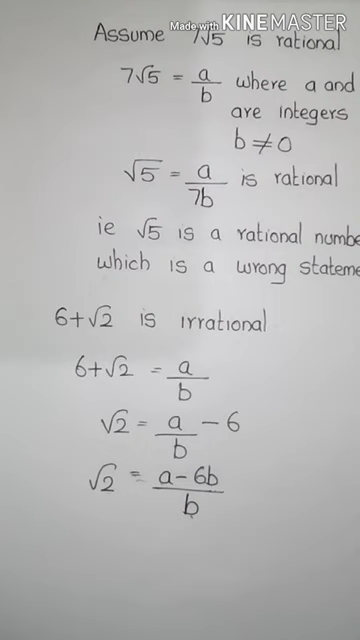 Made with KINEMASTER
Assume 7√5 is rational
7√5 = a/b where a and
are integers
b ≠ 0
√5 = a/7b is rational
ie √5 is a rational numbe
which is a wrong stateme
6+√2 is irrational
6+√2 = a/b
√2 = a/b - 6
√2 = a-6b/b